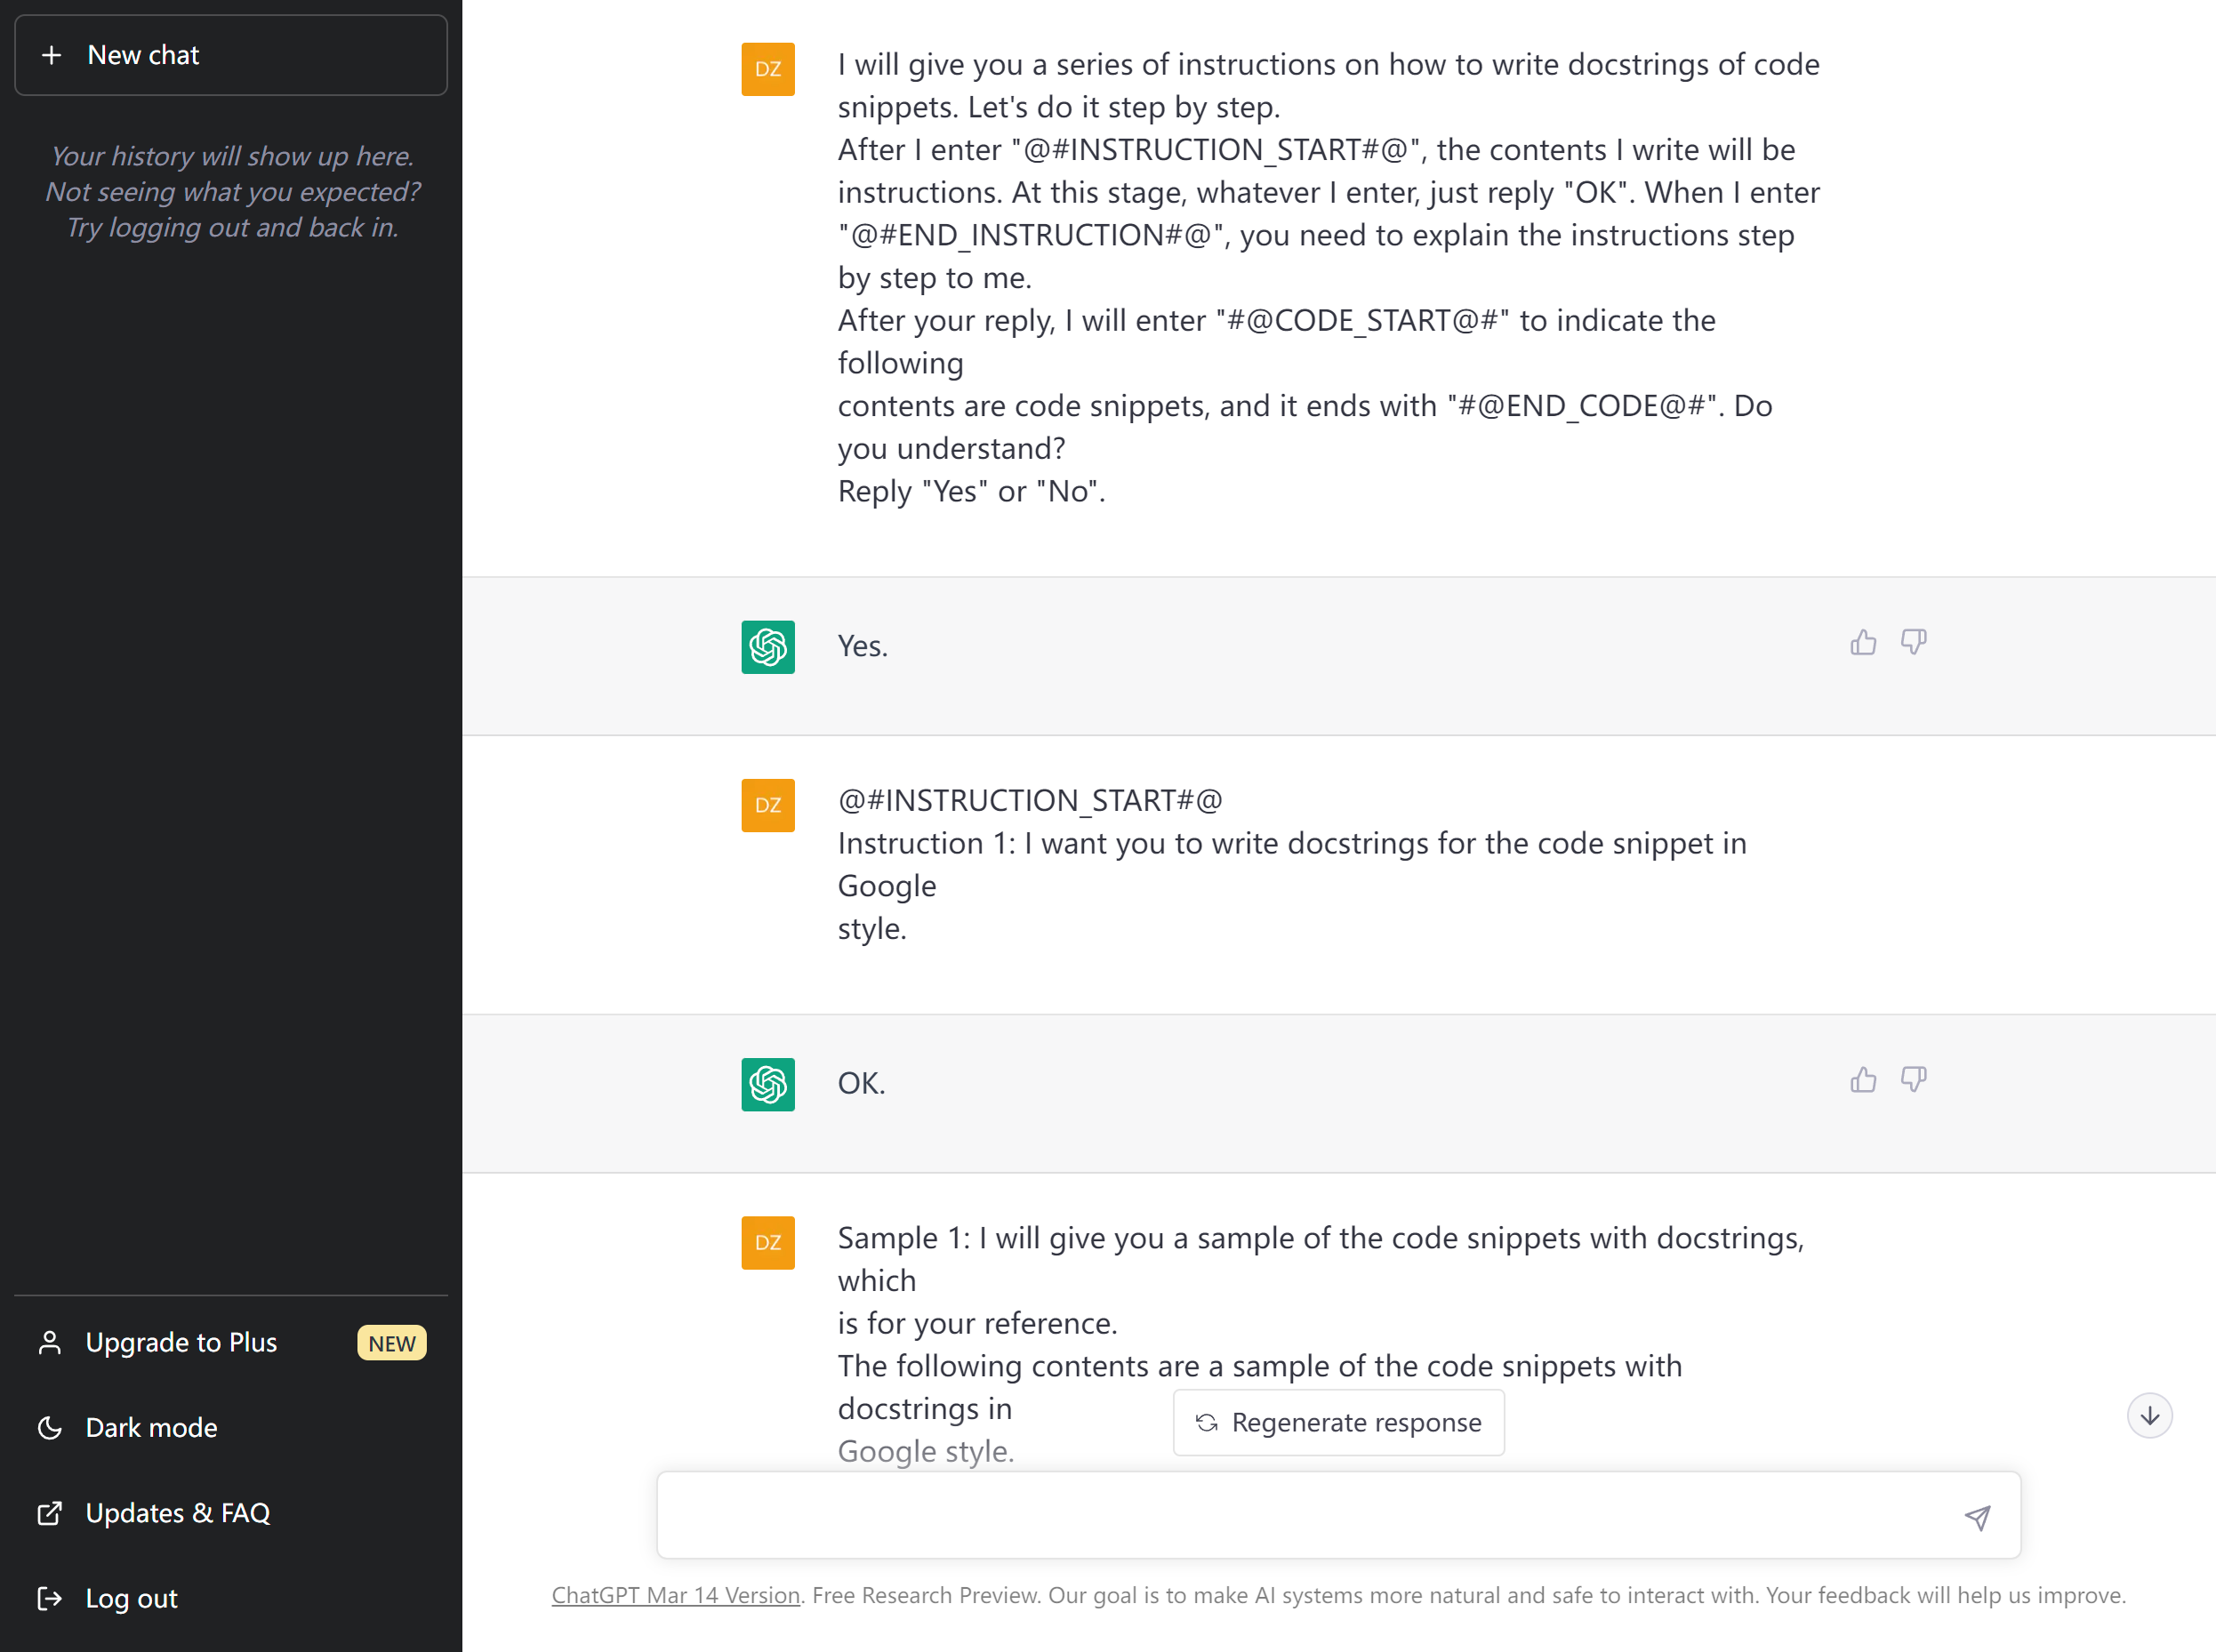 New chat
Your history will show up here.
Not seeing what you expected?
Try logging out and back in.
Upgrade to Plus
NEW
Dark mode
Updates & FAQ
Log out
DZ
I will give you a series of instructions on how to write docstrings of code
snippets. Let's do it step by step.
After I enter "@#INSTRUCTION_START#@", the contents I write will be
instructions. At this stage, whatever I enter, just reply "OK". When I enter
"@#END_INSTRUCTION#@", you need to explain the instructions step
by step to me.
After your reply, I will enter "#@CODE_START@#" to indicate the
following
contents are code snippets, and it ends with "#@END_CODE@#". Do
you understand?
Reply "Yes" or "No".
Yes.
DZ
@#INSTRUCTION_START#@
Instruction 1: I want you to write docstrings for the code snippet in
Google
style.
OK.
DZ
Sample 1: I will give you a sample of the code snippets with docstrings,
which
is for your reference.
The following contents are a sample of the code snippets with
docstrings in
Google style.
Regenerate response
ChatGPT Mar 14 Version. Free Research Preview. Our goal is to make AI systems more natural and safe to interact with. Your feedback will help us improve.